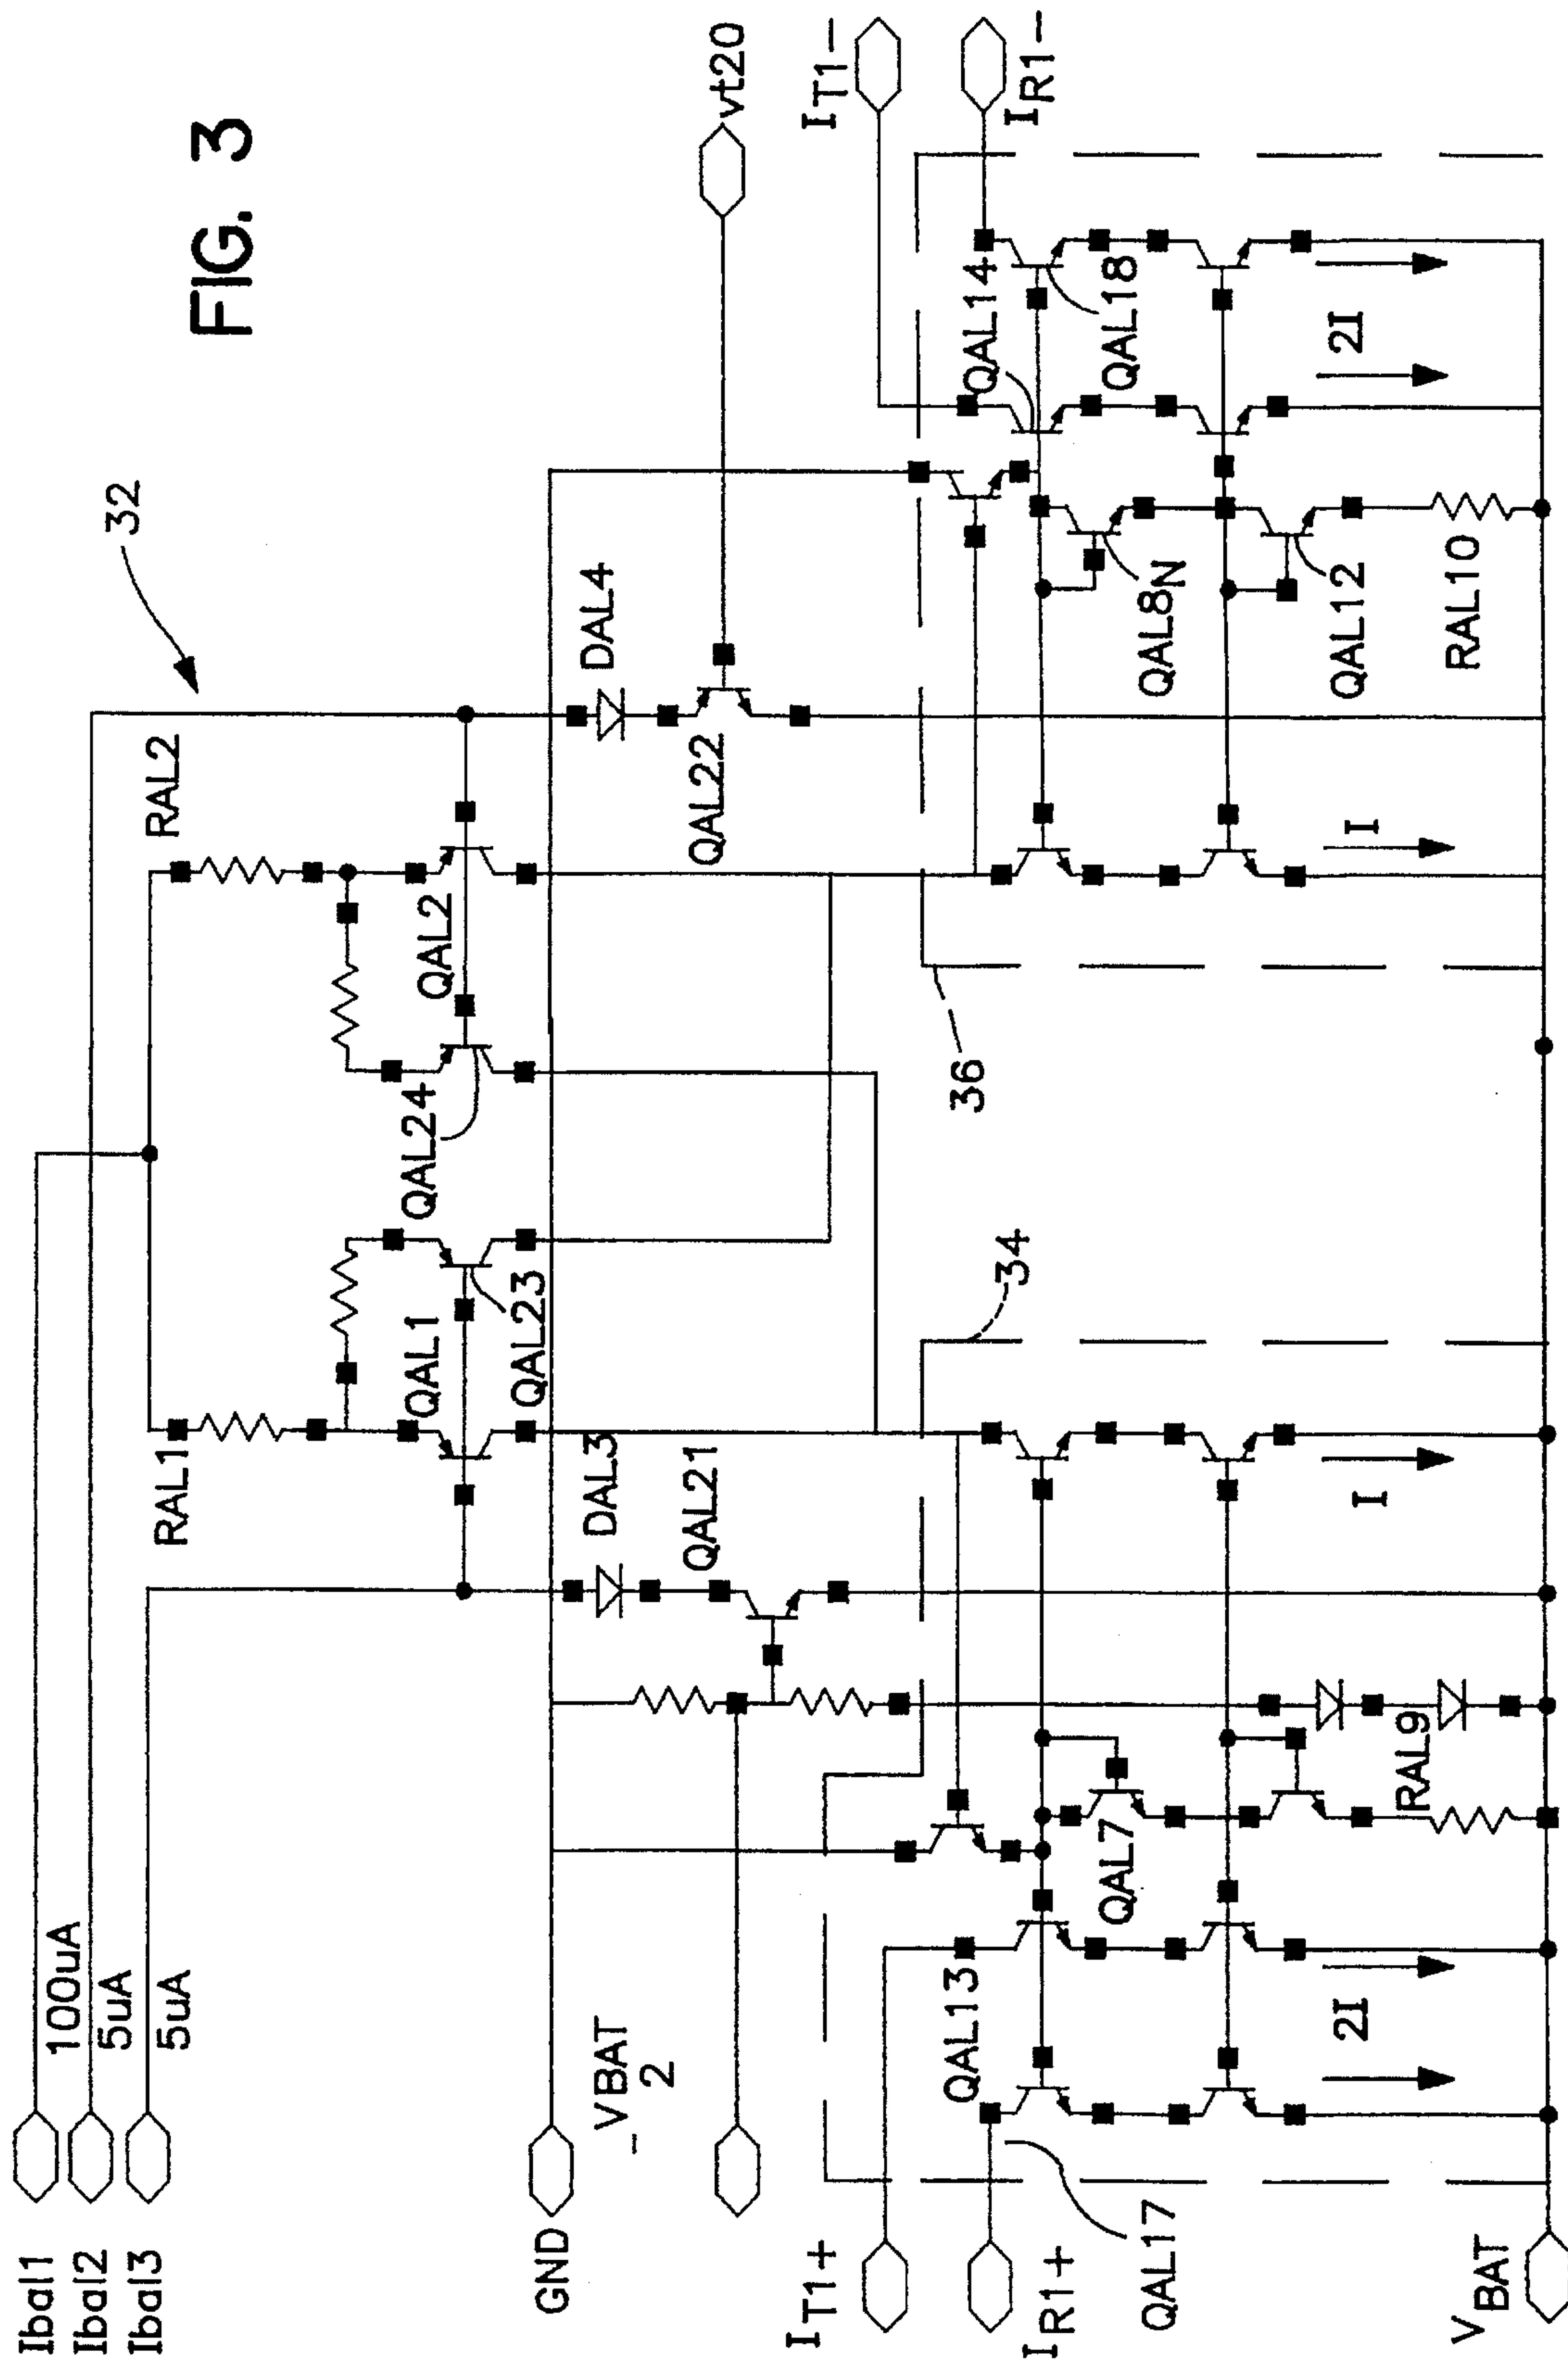 FIG. 3
32
Ibal1
100uA
Ibal2
5uA
Ibal3
5uA
RAL1
RAL2
QAL1
QAL23
QAL24
QAL2
GND
-VBAT
2
DAL3
QAL21
DAL4
QAL22
vt20
34
36
IT1+
IR1+
QAL17
QAL13
QAL7
RAL9
2I
I
I
2I
QAL8N
QAL12
RAL10
QAL14
QAL18
IT1-
IR1-
VBAT